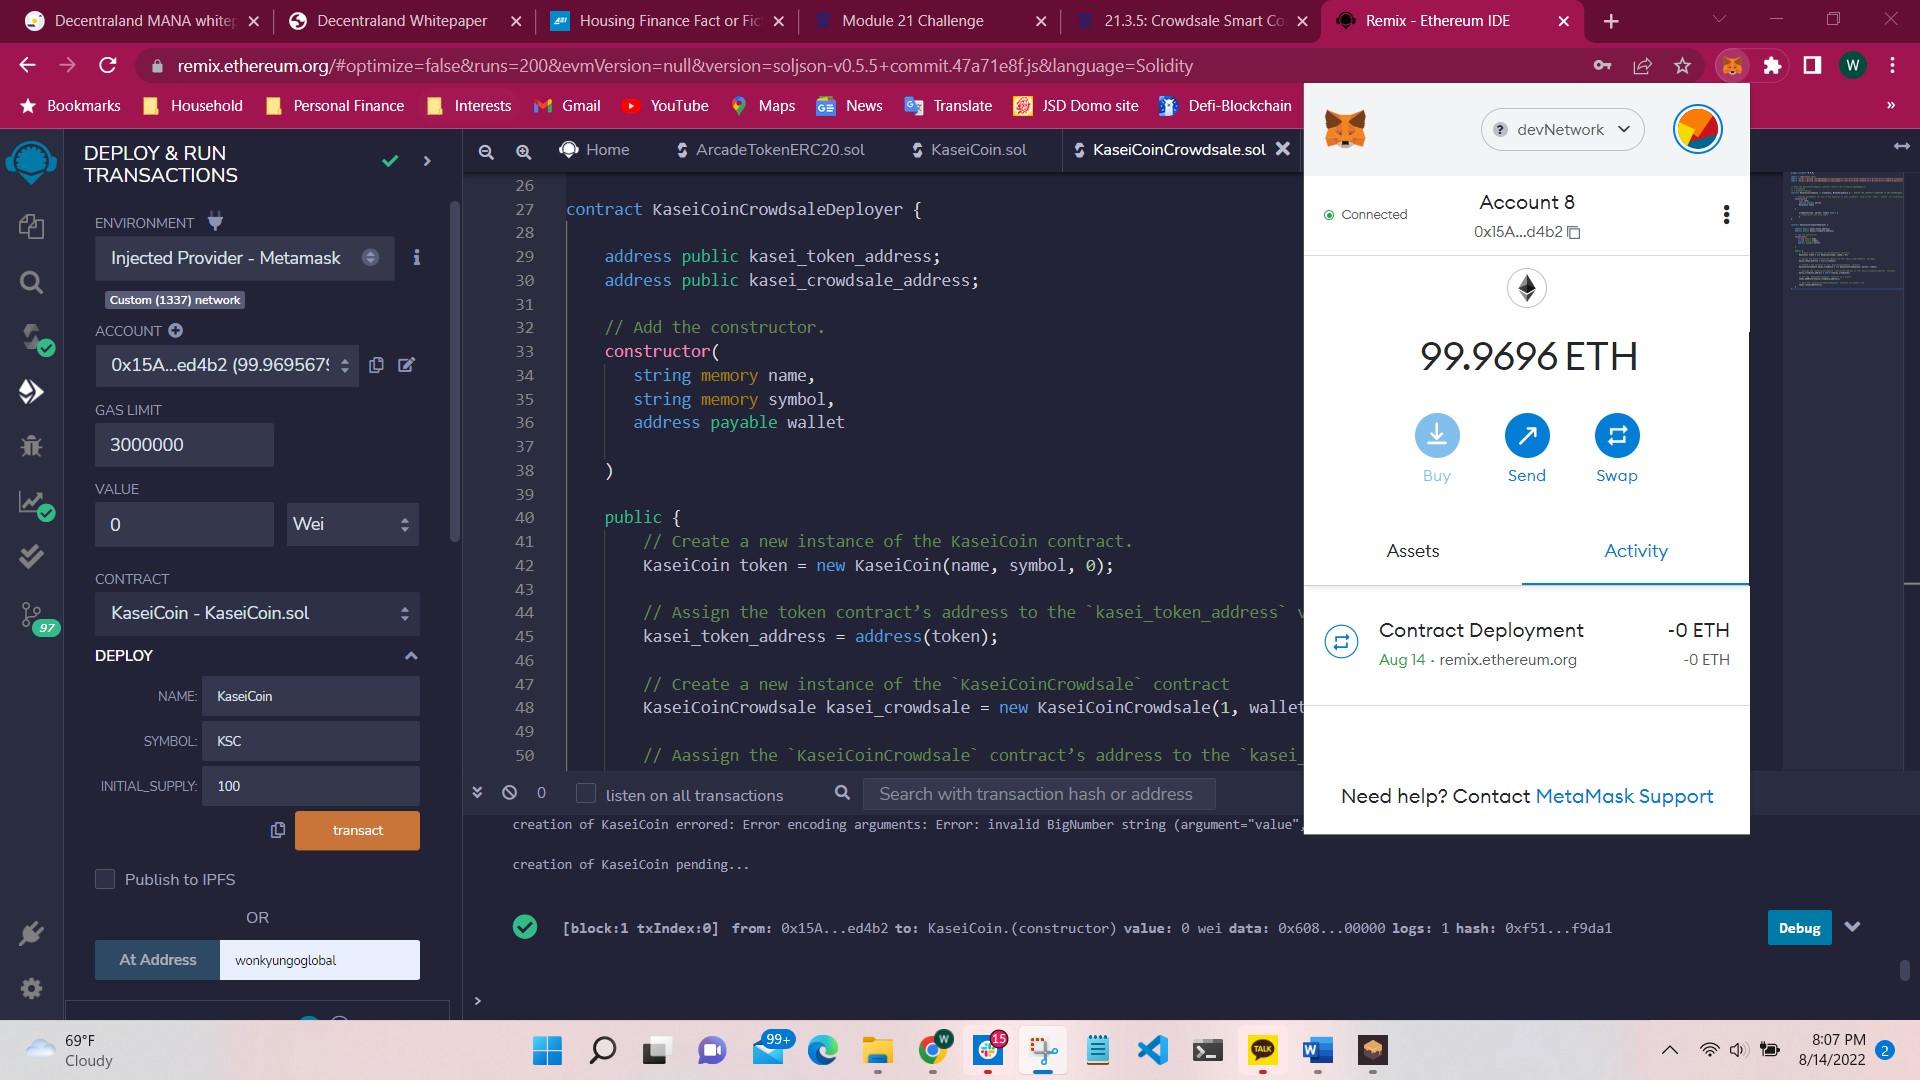 Decentraland MANA whitep
Decentraland Whitepaper
Housing Finance Fact or Fic
Module 21 Challenge
21.3.5: Crowdsale Smart Co
Remix - Ethereum IDE
remix.ethereum.org/#optimize=false&runs=200&evmVersion=null&version=soljson-v0.5.5+commit.47a71e8f.js&language=Solidity
W
Bookmarks
Household
Personal Finance
Interests
Gmail
YouTube
Maps
News
Translate
JSD Domo site
Defi-Blockchain
»
DEPLOY & RUN
TRANSACTIONS
ENVIRONMENT
Injected Provider - Metamask
Custom (1337) network
ACCOUNT
0x15A...ed4b2 (99.9695679
GAS LIMIT
3000000
VALUE
0
Wei
CONTRACT
KaseiCoin - KaseiCoin.sol
97
DEPLOY
NAME: KaseiCoin
SYMBOL: KSC
INITIAL_SUPPLY: 100
transact
Publish to IPFS
OR
At Address wonkyungoglobal
Home
ArcadeTokenERC20.sol
KaseiCoin.sol
KaseiCoinCrowdsale.sol
26
27 contract KaseiCoinCrowdsaleDeployer {
28
29 address public kasei_token_address;
30 address public kasei_crowdsale_address;
31
32 // Add the constructor.
33 constructor(
34 string memory name,
35 string memory symbol,
36 address payable wallet
37
38 )
39
40 public {
41 // Create a new instance of the KaseiCoin contract.
42 KaseiCoin token = new KaseiCoin(name, symbol, 0);
43
44 // Assign the token contract’s address to the `kasei_token_address` v
45 kasei_token_address = address(token);
46
47 // Create a new instance of the `KaseiCoinCrowdsale` contract
48 KaseiCoinCrowdsale kasei_crowdsale = new KaseiCoinCrowdsale(1, wallet
49
50 // Aassign the `KaseiCoinCrowdsale` contract’s address to the `kasei_
0
listen on all transactions
Search with transaction hash or address
creation of KaseiCoin errored: Error encoding arguments: Error: invalid BigNumber string (argument="value",
creation of KaseiCoin pending...
[block:1 txIndex:0] from: 0x15A...ed4b2 to: KaseiCoin.(constructor) value: 0 wei data: 0x608...00000 logs: 1 hash: 0xf51...f9da1
Debug
>
devNetwork
Connected
Account 8
0x15A...d4b2
99.9696 ETH
Buy
Send
Swap
Assets
Activity
Contract Deployment
-0 ETH
Aug 14 · remix.ethereum.org
-0 ETH
Need help? Contact MetaMask Support
69°F
Cloudy
99+
W
15
TALK
8:07 PM
8/14/2022
2